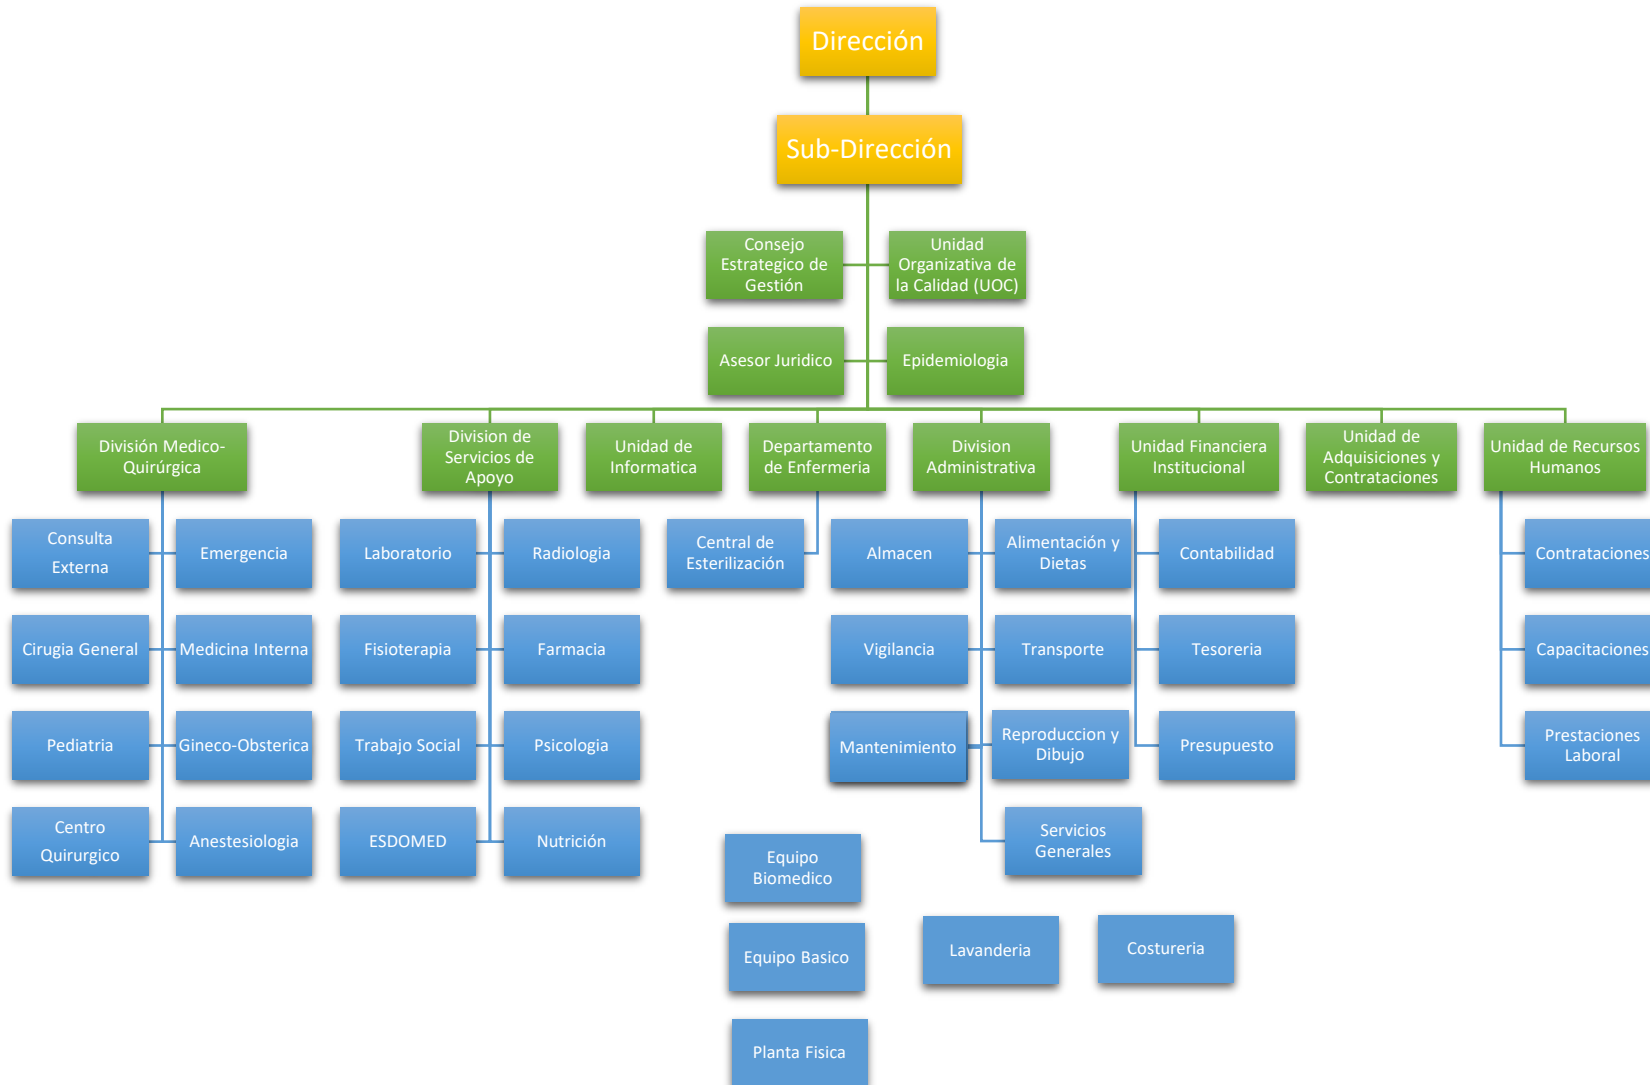 Dirección
Sub-Dirección
Consejo
Estrategico de
Gestión
Unidad
Organizativa de
la Calidad (UOC)
Asesor Juridico
Epidemiologia
División Medico-
Quirúrgica
Division de
Servicios de
Apoyo
Unidad de
Informatica
Departamento
de Enfermeria
Division
Administrativa
Unidad Financiera
Institucional
Unidad de
Adquisiciones y
Contrataciones
Unidad de Recursos
Humanos
Consulta
Externa
Emergencia
Laboratorio
Radiologia
Central de
Esterilización
Almacen
Alimentación y
Dietas
Contabilidad
Contrataciones
Cirugia General
Medicina Interna
Fisioterapia
Farmacia
Vigilancia
Transporte
Tesoreria
Capacitaciones
Pediatria
Gineco-Obsterica
Trabajo Social
Psicologia
Mantenimiento
Reproduccion y
Dibujo
Presupuesto
Prestaciones
Laboral
Centro
Quirurgico
Anestesiologia
ESDOMED
Nutrición
Servicios
Generales
Equipo
Biomedico
Equipo Basico
Lavanderia
Costureria
Planta Fisica